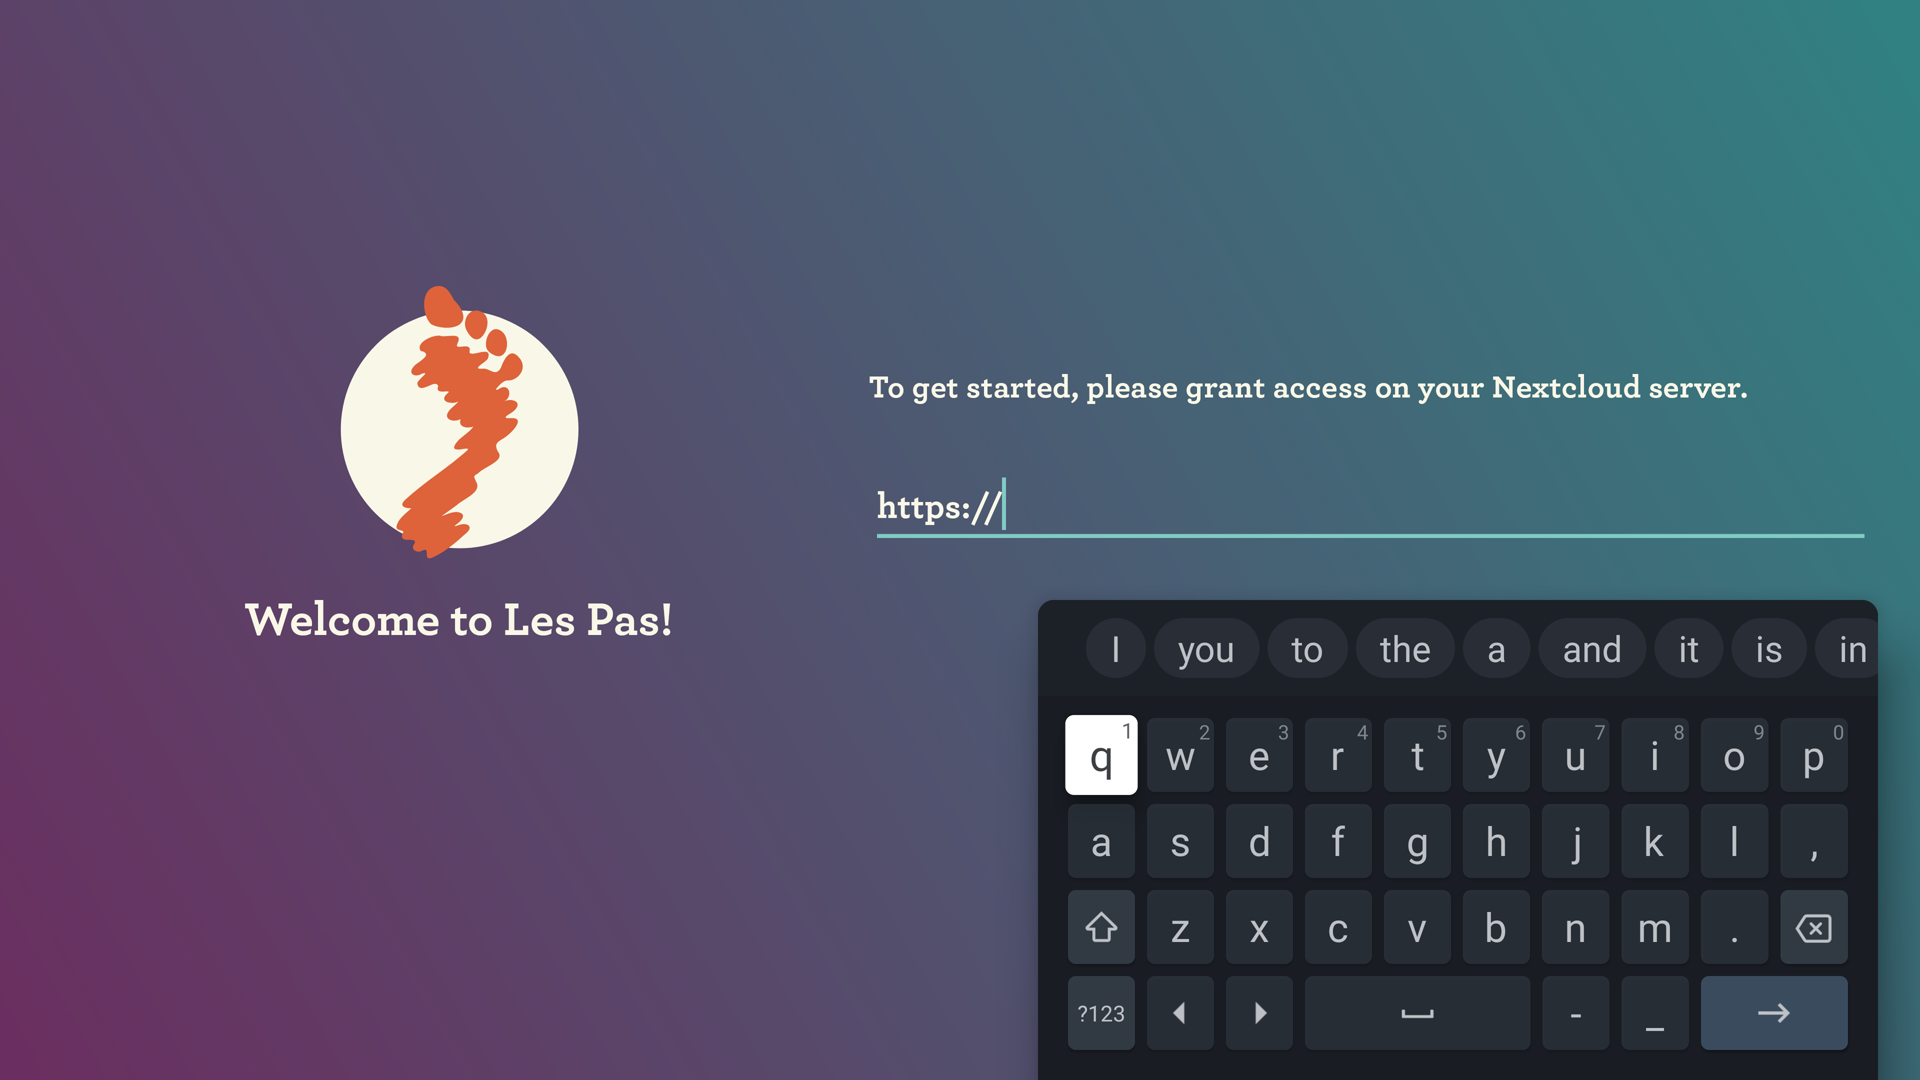 Welcome to Les Pas!
To get started, please grant access on your Nextcloud server.
https://
I you to the a and it is in
q 1 w 2 e 3 r 4 t 5 y 6 u 7 i 8 o 9 p 0
a s d f g h j k l ,
z x c v b n m .
?123 - _